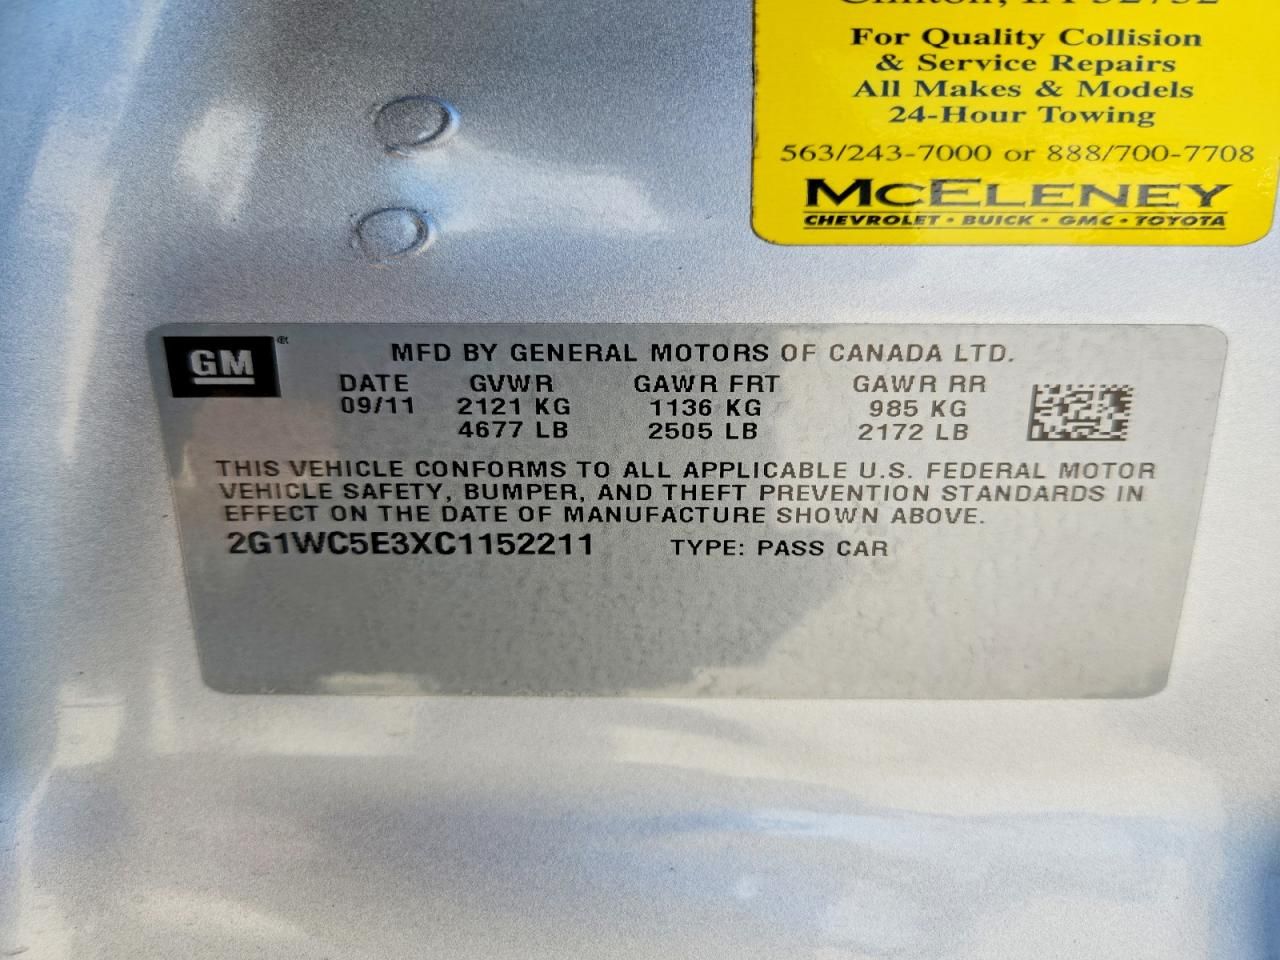 Clinton, IA 52732
For Quality Collision
& Service Repairs
All Makes & Models
24-Hour Towing
563/243-7000 or 888/700-7708
McELENEY
CHEVROLET • BUICK • GMC • TOYOTA
GM ®
MFD BY GENERAL MOTORS OF CANADA LTD.
DATE GVWR GAWR FRT GAWR RR
09/11 2121 KG 1136 KG 985 KG
4677 LB 2505 LB 2172 LB
THIS VEHICLE CONFORMS TO ALL APPLICABLE U.S. FEDERAL MOTOR
VEHICLE SAFETY, BUMPER, AND THEFT PREVENTION STANDARDS IN
EFFECT ON THE DATE OF MANUFACTURE SHOWN ABOVE.
2G1WC5E3XC1152211 TYPE: PASS CAR